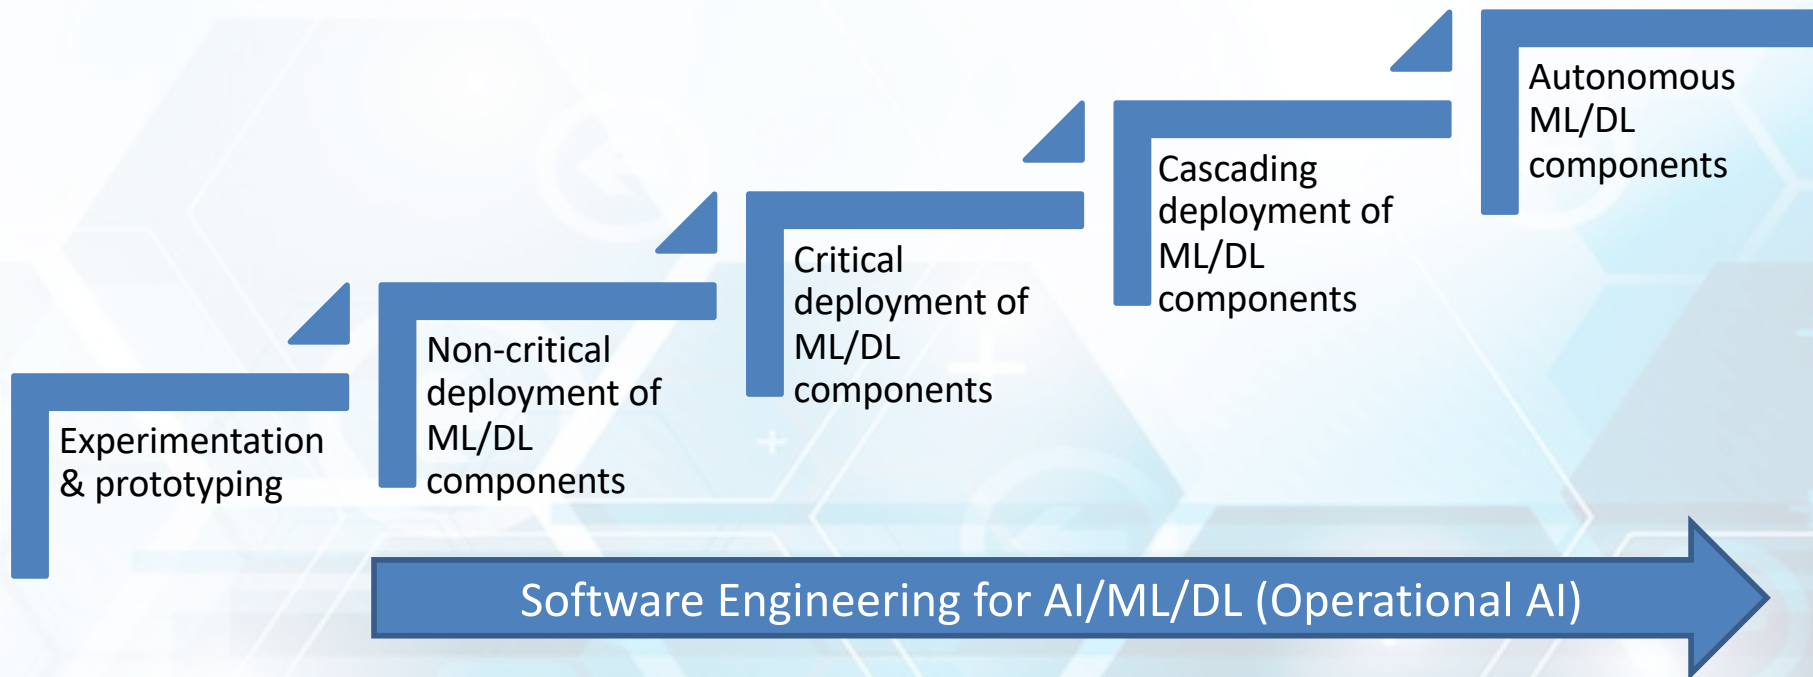 Experimentation
& prototyping
Non-critical
deployment of
ML/DL
components
Critical
deployment of
ML/DL
components
Cascading
deployment of
ML/DL
components
Autonomous
ML/DL
components
Software Engineering for AI/ML/DL (Operational AI)